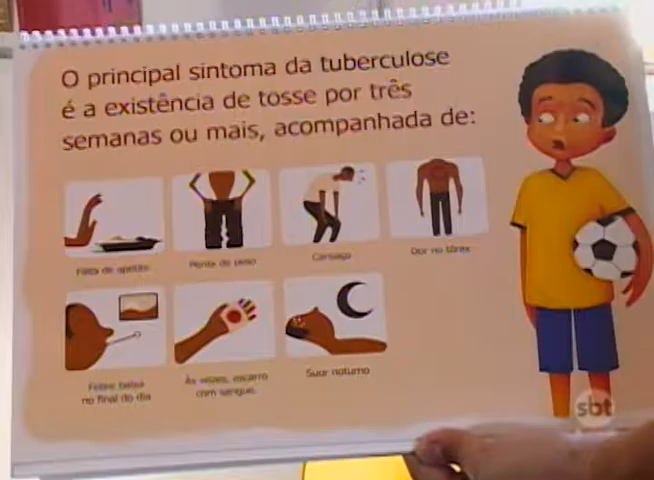 O principal sintoma da tuberculose
é a existência de tosse por três
semanas ou mais, acompanhada de:
Falta de apetite
Perda de peso
Cansaço
Dor no tórax
Febre baixa
no final do dia
Às vezes, escarro
com sangue
Suor noturno
sbt